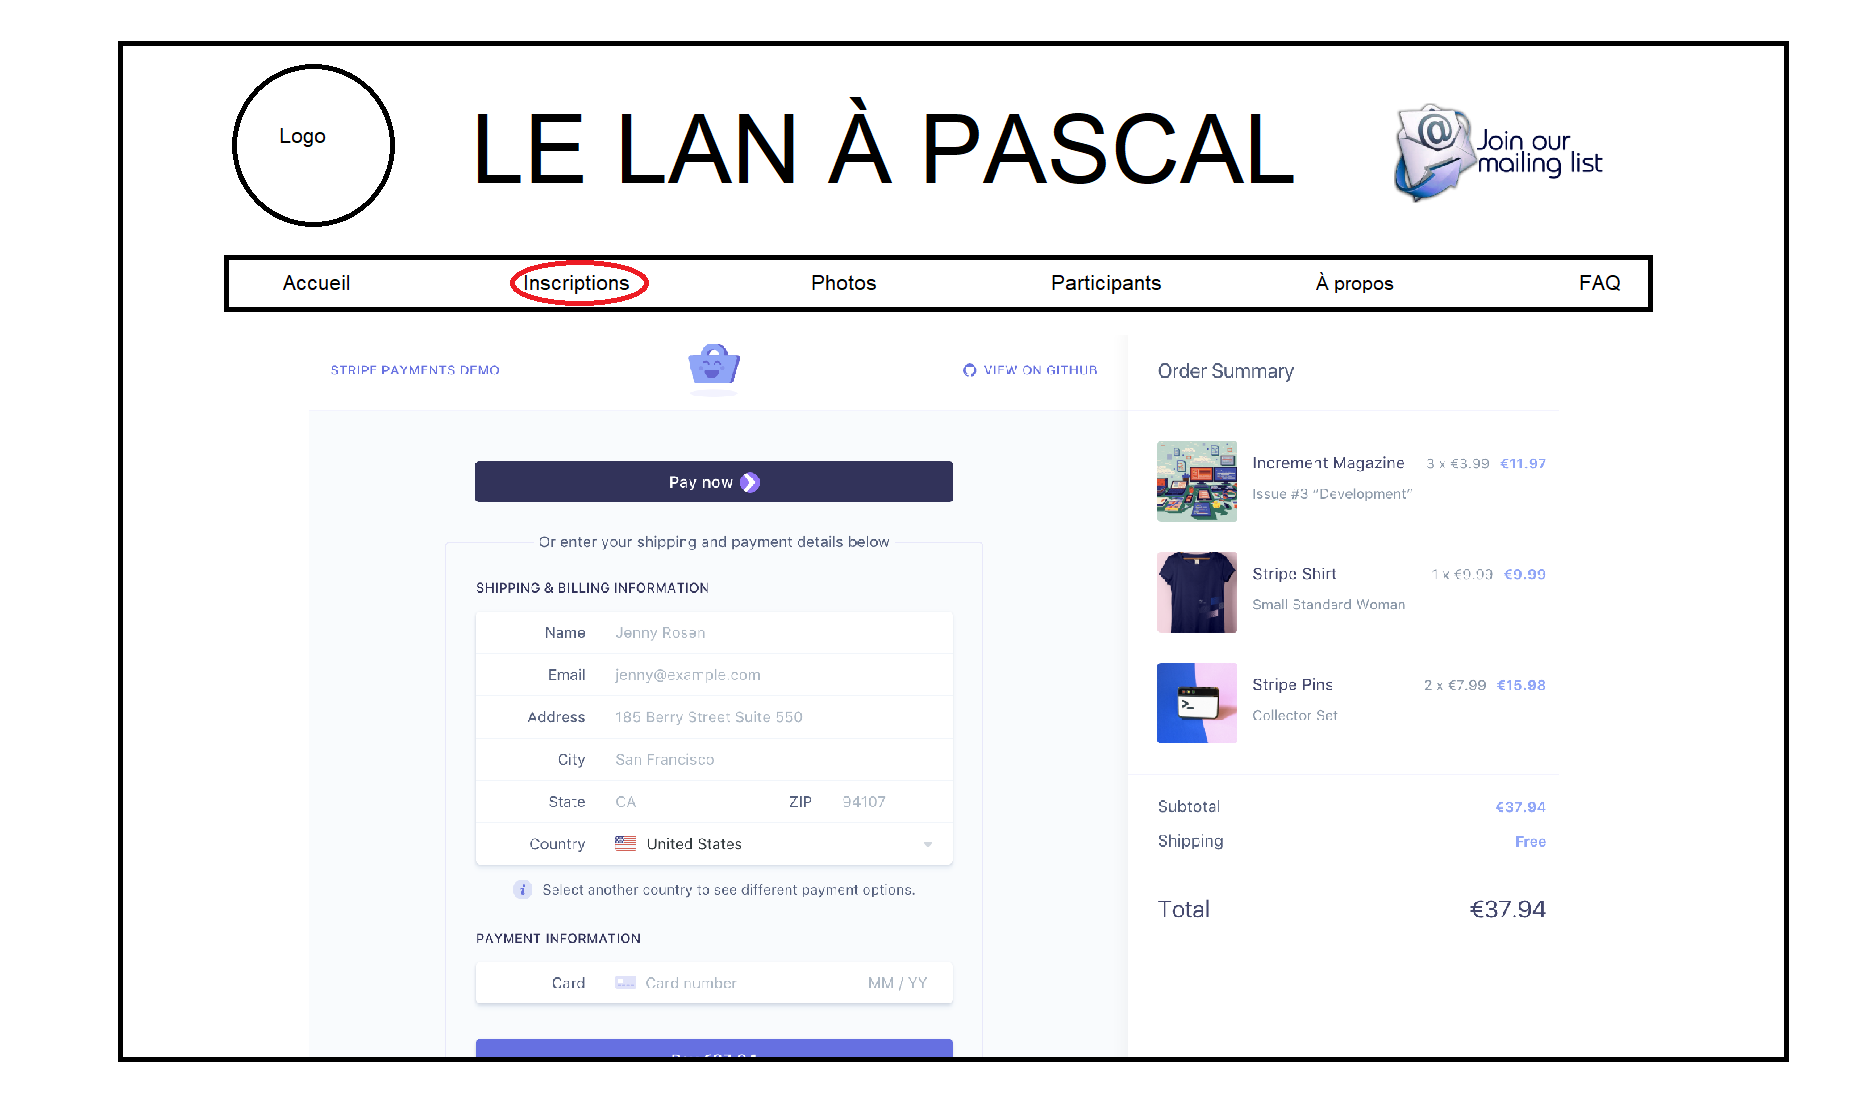 Logo
LE LAN À PASCAL
Join our
mailing list
Accueil Inscriptions Photos Participants À propos FAQ
STRIPE PAYMENTS DEMO
VIEW ON GITHUB
Pay now
Or enter your shipping and payment details below
SHIPPING & BILLING INFORMATION
Name Jenny Rosen
Email jenny@example.com
Address 185 Berry Street Suite 550
City San Francisco
State CA ZIP 94107
Country United States
Select another country to see different payment options.
PAYMENT INFORMATION
Card Card number MM / YY
Order Summary
Increment Magazine 3 x €3.99 €11.97
Issue #3 “Development”
Stripe Shirt 1 x €9.99 €9.99
Small Standard Woman
Stripe Pins 2 x €7.99 €15.98
Collector Set
Subtotal €37.94
Shipping Free
Total €37.94